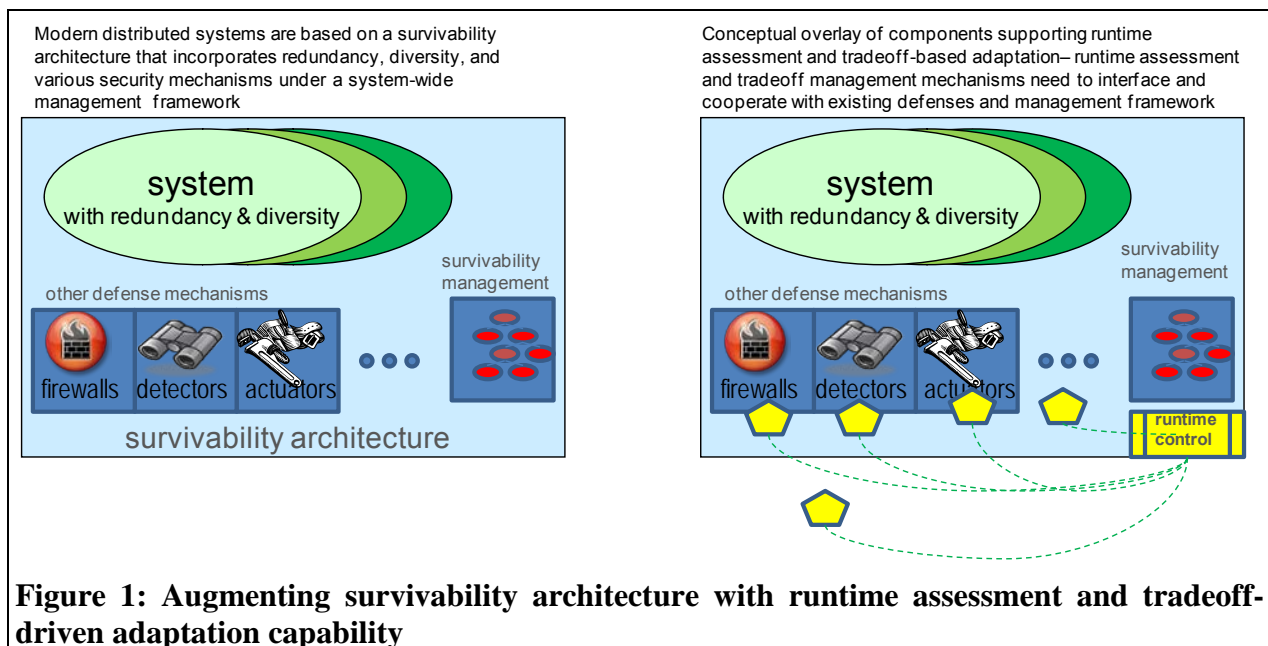 Modern distributed systems are based on a survivability
architecture that incorporates redundancy, diversity, and
various security mechanisms under a system-wide
management framework
system
with redundancy & diversity
survivability
management
other defense mechanisms
firewalls
detectors
actuators
survivability architecture
Conceptual overlay of components supporting runtime
assessment and tradeoff-based adaptation– runtime assessment
and tradeoff management mechanisms need to interface and
cooperate with existing defenses and management framework
system
with redundancy & diversity
survivability
management
other defense mechanisms
firewalls
detectors
actuators
runtime
control
Figure 1: Augmenting survivability architecture with runtime assessment and tradeoff-
driven adaptation capability